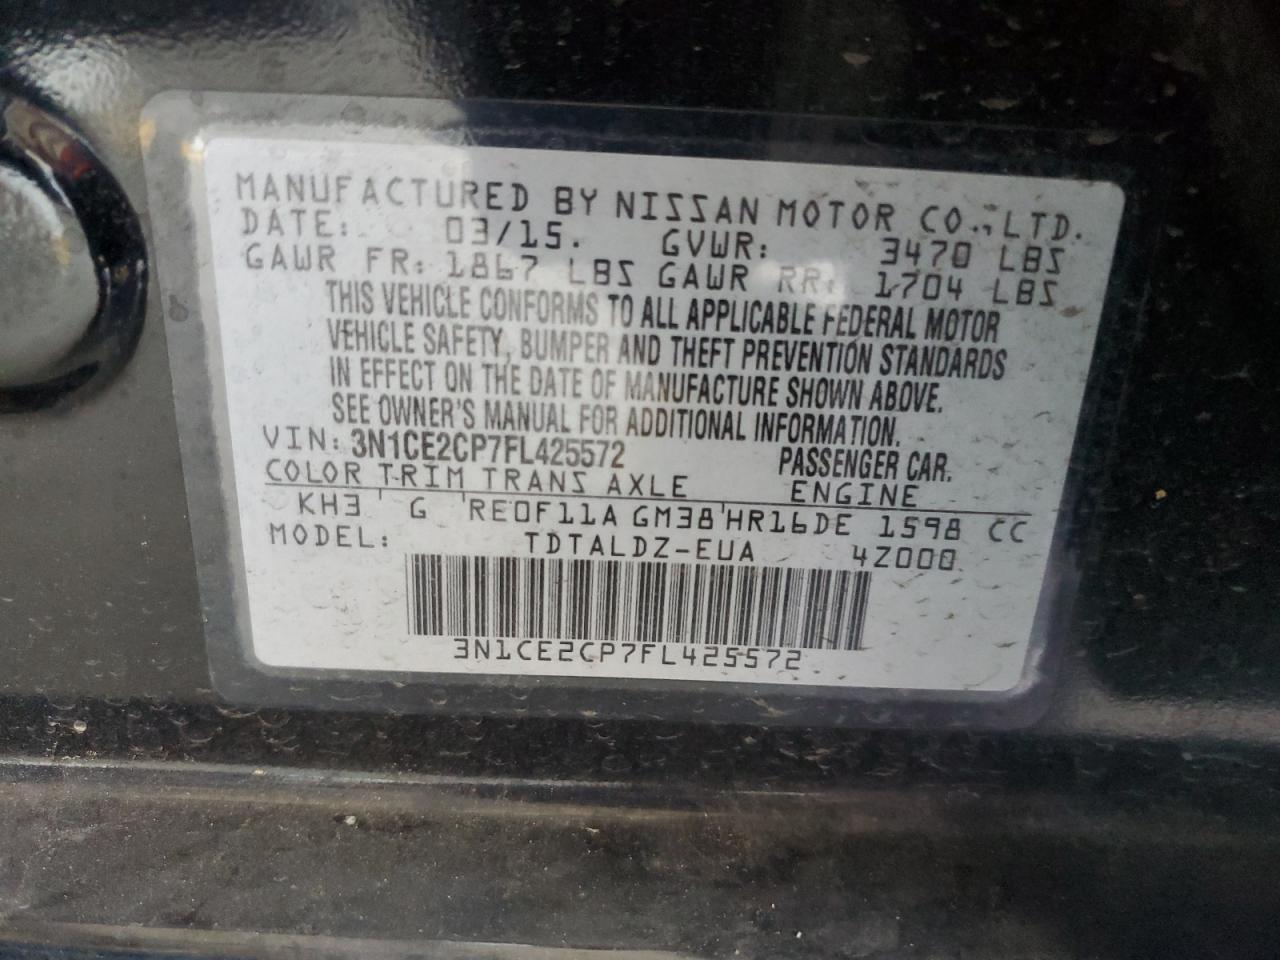 MANUFACTURED BY NISSAN MOTOR CO., LTD.
DATE: 03/15. GVWR: 3470 LBS
GAWR FR: 1867 LBS GAWR RR: 1704 LBS
THIS VEHICLE CONFORMS TO ALL APPLICABLE FEDERAL MOTOR
VEHICLE SAFETY, BUMPER AND THEFT PREVENTION STANDARDS
IN EFFECT ON THE DATE OF MANUFACTURE SHOWN ABOVE.
SEE OWNER'S MANUAL FOR ADDITIONAL INFORMATION.
VIN: 3N1CE2CP7FL425572 PASSENGER CAR.
COLOR TRIM TRANS AXLE ENGINE
KH3 G RE0F11A GM38 HR16DE 1598 CC
MODEL: TDTALDZ-EUA 4Z000
3N1CE2CP7FL425572